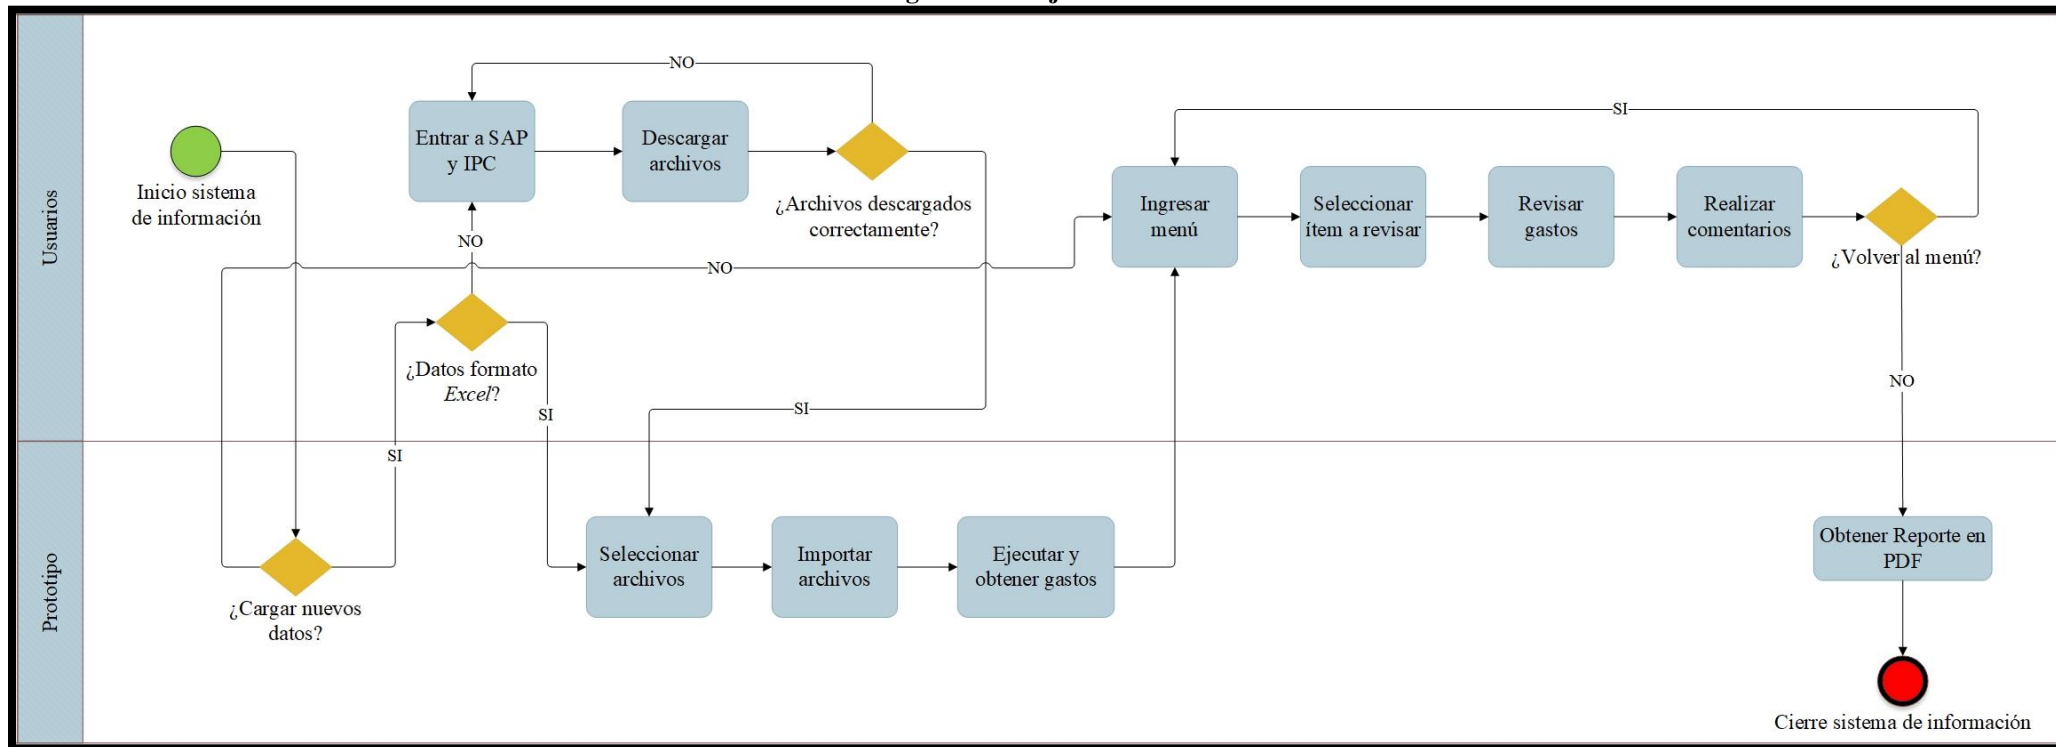 Usuarios
Inicio sistema
de información
NO
Entrar a SAP
y IPC
Descargar
archivos
¿Archivos descargados
correctamente?
NO
NO
¿Datos formato
Excel?
SI
SI
SI
Ingresar
menú
Seleccionar
ítem a revisar
Revisar
gastos
Realizar
comentarios
SI
¿Volver al menú?
NO
Prototipo
¿Cargar nuevos
datos?
Seleccionar
archivos
Importar
archivos
Ejecutar y
obtener gastos
Obtener Reporte en
PDF
Cierre sistema de información